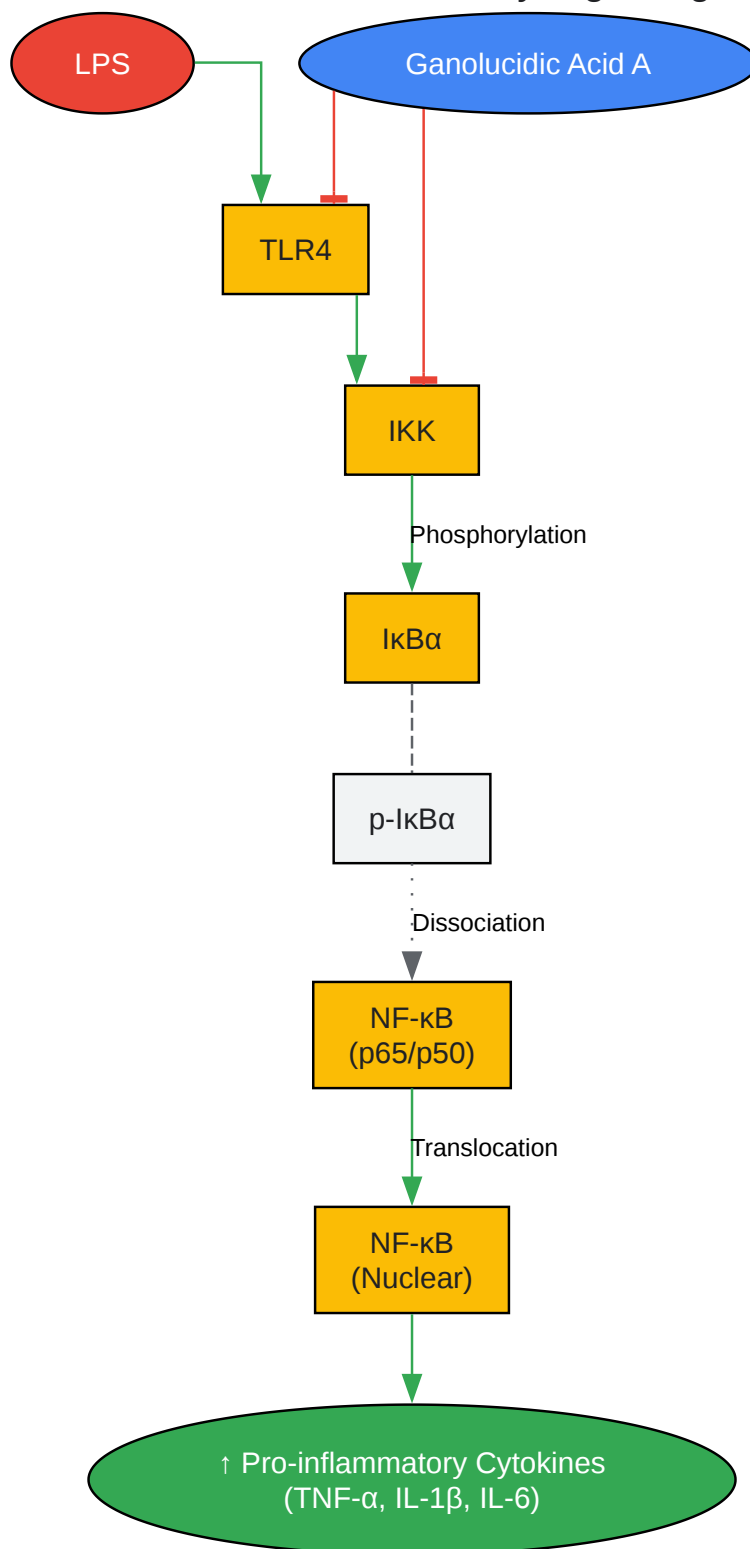 LPS
Ganolucidic Acid A
TLR4
IKK
Phosphorylation
IκBα
p-IκBα
Dissociation
NF-κB
(p65/p50)
Translocation
NF-κB
(Nuclear)
↑ Pro-inflammatory Cytokines
(TNF-α, IL-1β, IL-6)